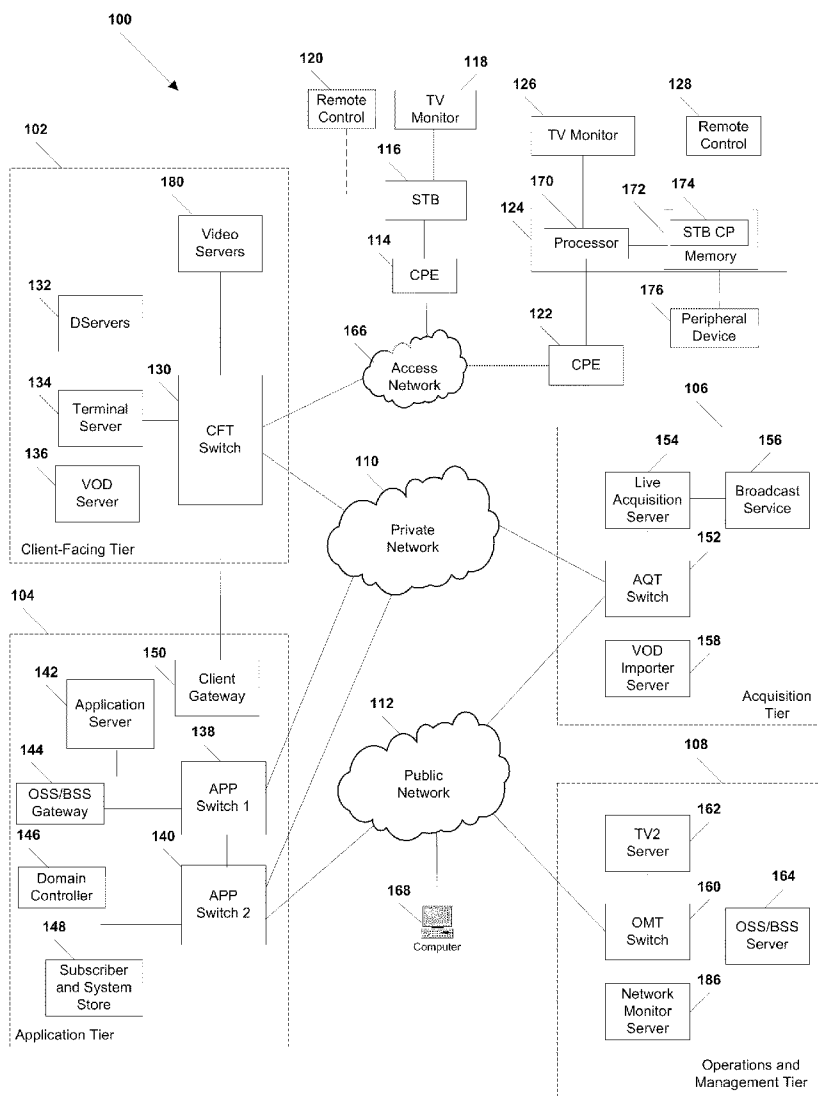 100
120
118
Remote
Control
TV
Monitor
126
128
TV Monitor
Remote
Control
102
116
180
STB
170
172
174
124
Video
Servers
Processor
STB CP
Memory
114
CPE
132
176
DServers
122
Peripheral
Device
166
Access
Network
CPE
130
134
Terminal
Server
CFT
Switch
106
136
VOD
Server
154
156
110
Live
Acquisition
Server
Broadcast
Service
Private
Network
152
Client-Facing Tier
AQT
Switch
104
150
158
142
Client
Gateway
VOD
Importer
Server
Application
Server
112
138
Acquisition
Tier
144
Public
Network
108
OSS/BSS
Gateway
APP
Switch 1
162
146
140
TV2
Server
Domain
Controller
APP
Switch 2
168
160
164
148
Computer
OMT
Switch
OSS/BSS
Server
Subscriber
and System
Store
186
Network
Monitor
Server
Application Tier
Operations and
Management Tier